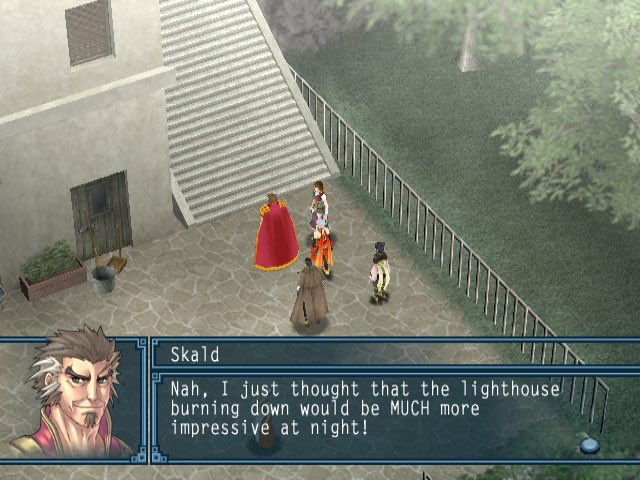 Skald
Nah, I just thought that the lighthouse
burning down would be MUCH more
impressive at night!